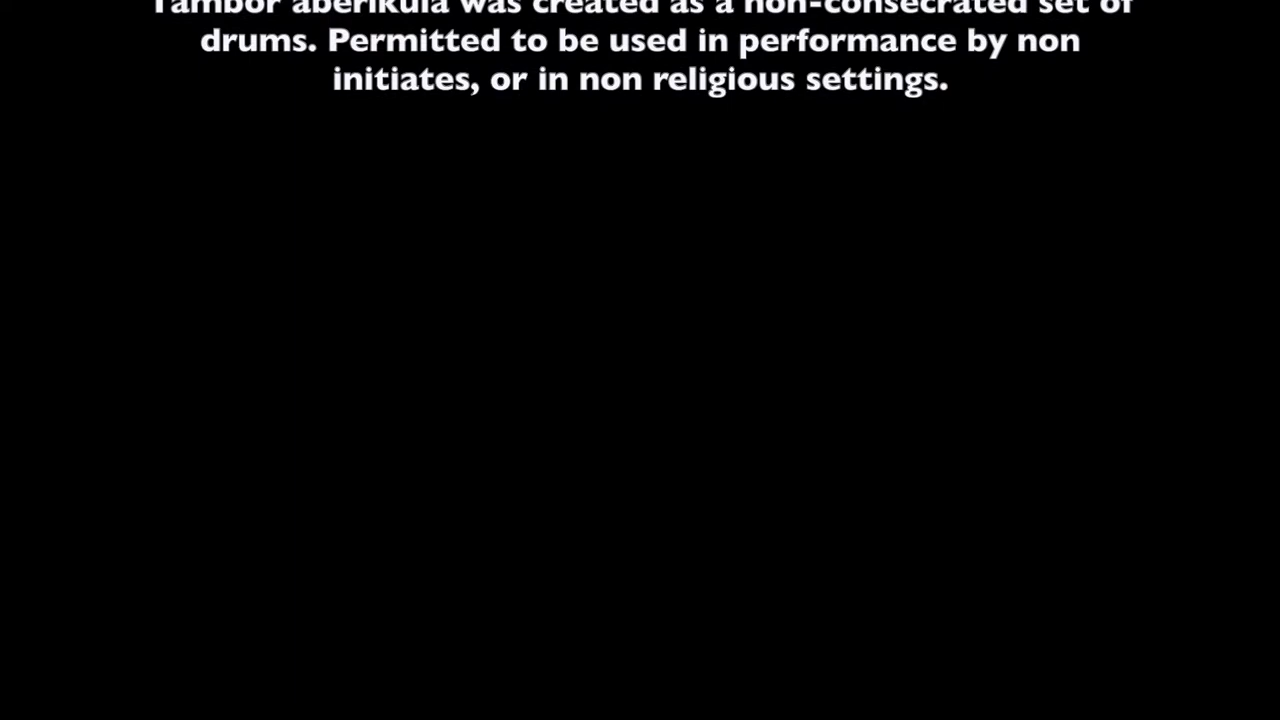 Tambor aberikula was created as a non-consecrated set of
drums. Permitted to be used in performance by non
initiates, or in non religious settings.